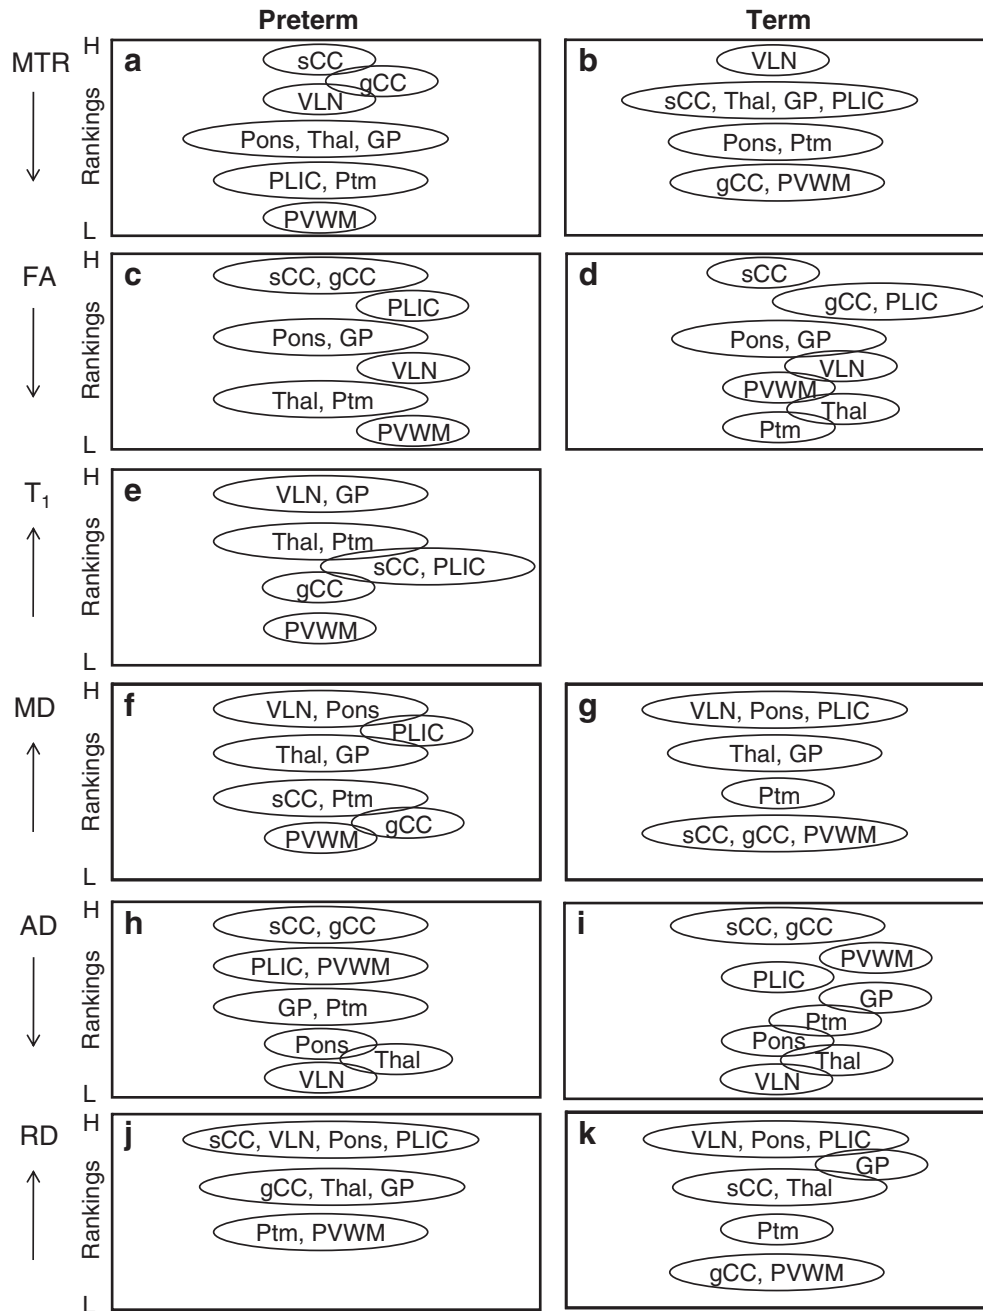 Preterm
Term
MTR
Rankings
H
L
a
sCC
gCC
VLN
Pons, Thal, GP
PLIC, Ptm
PVWM
b
VLN
sCC, Thal, GP, PLIC
Pons, Ptm
gCC, PVWM
FA
Rankings
H
L
c
sCC, gCC
PLIC
Pons, GP
VLN
Thal, Ptm
PVWM
d
sCC
gCC, PLIC
Pons, GP
VLN
PVWM
Thal
Ptm
T₁
Rankings
H
L
e
VLN, GP
Thal, Ptm
sCC, PLIC
gCC
PVWM
MD
Rankings
H
L
f
VLN, Pons
PLIC
Thal, GP
sCC, Ptm
gCC
PVWM
g
VLN, Pons, PLIC
Thal, GP
Ptm
sCC, gCC, PVWM
AD
Rankings
H
L
h
sCC, gCC
PLIC, PVWM
GP, Ptm
Pons
Thal
VLN
i
sCC, gCC
PVWM
PLIC
GP
Ptm
Pons
Thal
VLN
RD
Rankings
H
L
j
sCC, VLN, Pons, PLIC
gCC, Thal, GP
Ptm, PVWM
k
VLN, Pons, PLIC
GP
sCC, Thal
Ptm
gCC, PVWM